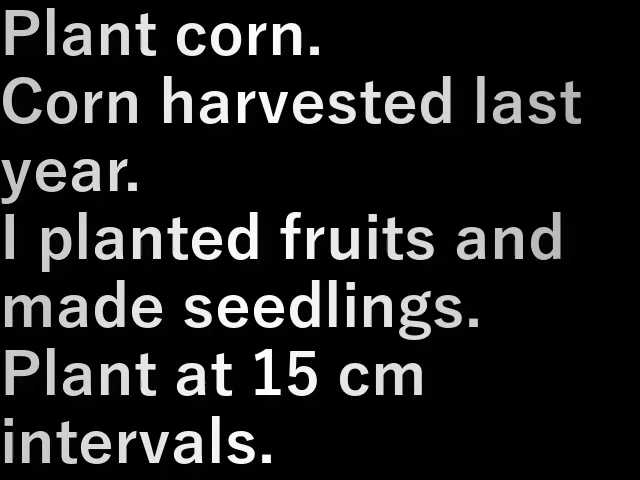 Plant corn.
Corn harvested last
year.
I planted fruits and
made seedlings.
Plant at 15 cm
intervals.